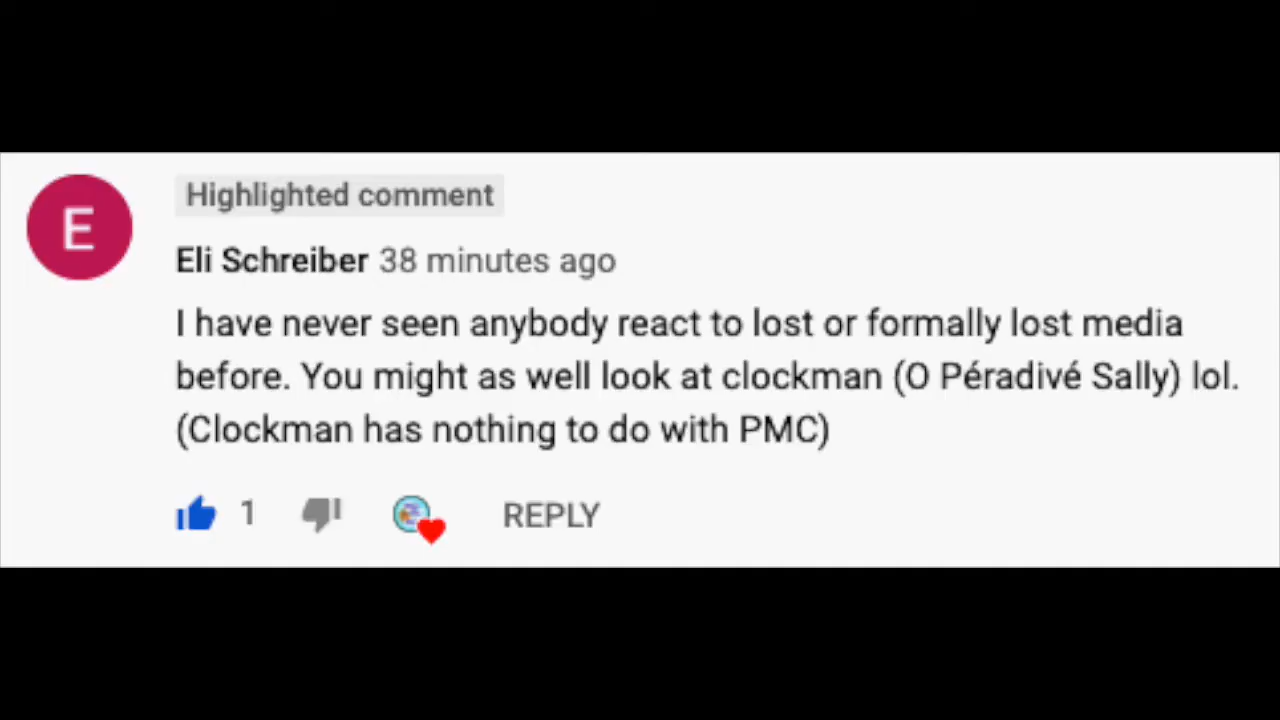 E
Highlighted comment
Eli Schreiber 38 minutes ago
I have never seen anybody react to lost or formally lost media
before. You might as well look at clockman (O Péradivé Sally) lol.
(Clockman has nothing to do with PMC)
1 REPLY